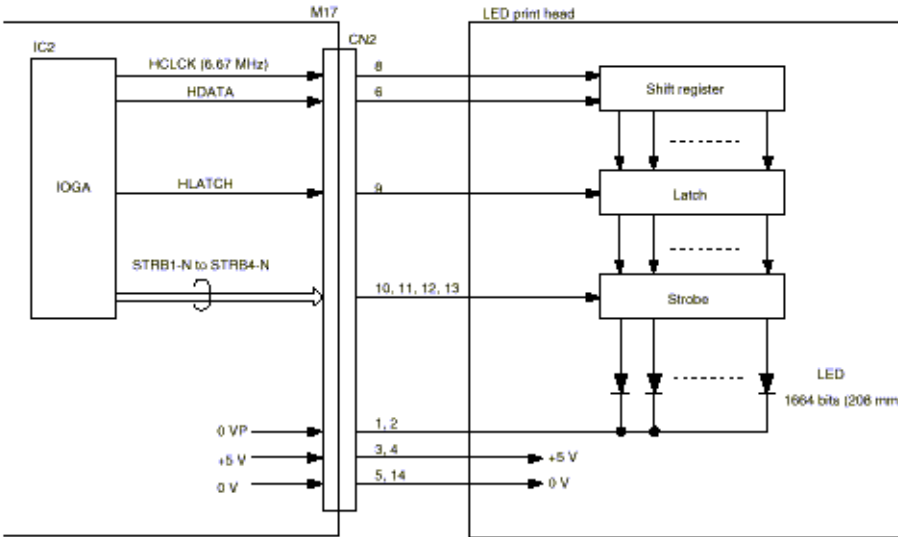 M17
LED print head
CN2
IC2
HCLCK (6.67 MHz)
8
HDATA
6
Shift register
IOGA
HLATCH
9
Latch
STRB1-N to STRB4-N
10, 11, 12, 13
Strobe
LED
1664 bits (208 mm
0 VP
1, 2
+5 V
3, 4
+5 V
0 V
5, 14
0 V